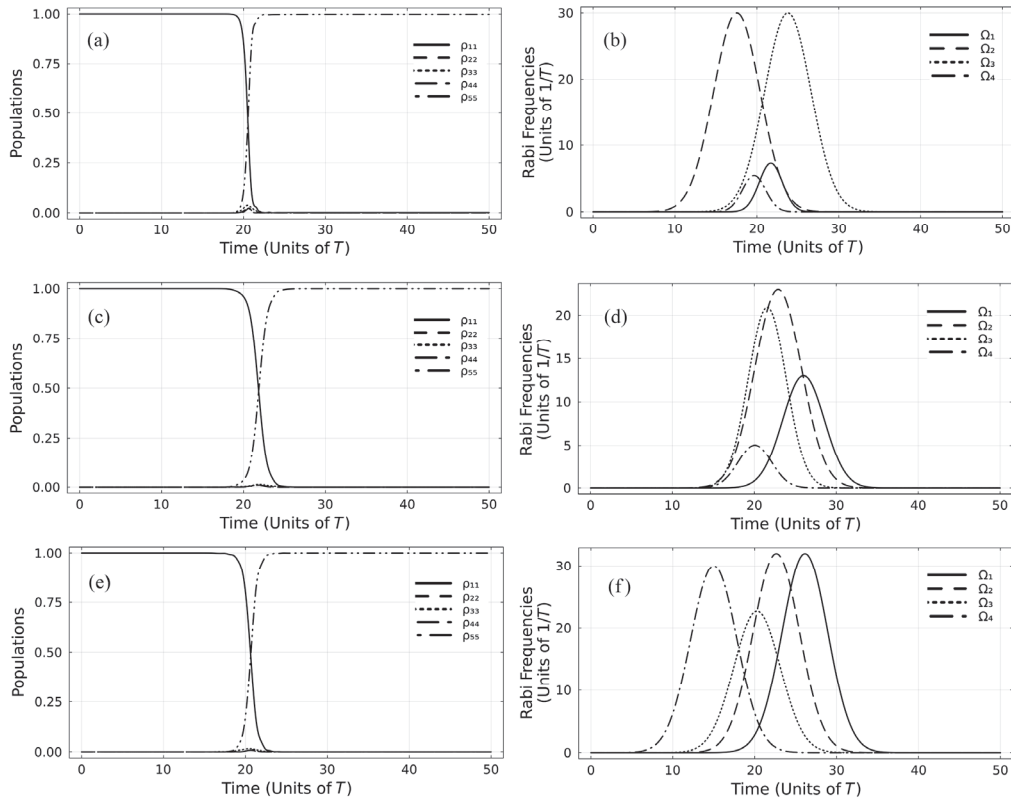 (a)
1.00
0.75
0.50
0.25
0.00
Populations
ρ₁₁
ρ₂₂
ρ₃₃
ρ₄₄
ρ₅₅
0 10 20 30 40 50
Time (Units of T)
(b)
30
20
10
0
Rabi Frequencies
(Units of 1/T)
Ω₁
Ω₂
Ω₃
Ω₄
0 10 20 30 40 50
Time (Units of T)
(c)
1.00
0.75
0.50
0.25
0.00
Populations
ρ₁₁
ρ₂₂
ρ₃₃
ρ₄₄
ρ₅₅
0 10 20 30 40 50
Time (Units of T)
(d)
20
15
10
5
0
Rabi Frequencies
(Units of 1/T)
Ω₁
Ω₂
Ω₃
Ω₄
0 10 20 30 40 50
Time (Units of T)
(e)
1.00
0.75
0.50
0.25
0.00
Populations
ρ₁₁
ρ₂₂
ρ₃₃
ρ₄₄
ρ₅₅
0 10 20 30 40 50
Time (Units of T)
(f)
30
20
10
0
Rabi Frequencies
(Units of 1/T)
Ω₁
Ω₂
Ω₃
Ω₄
0 10 20 30 40 50
Time (Units of T)